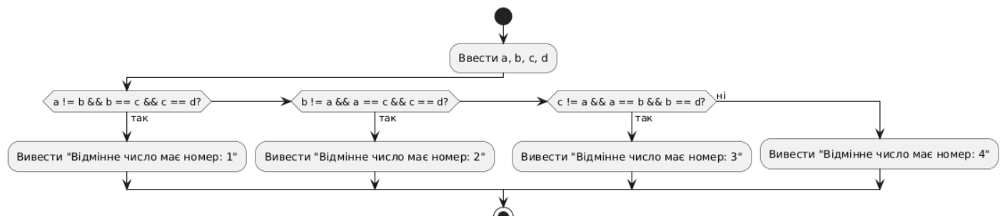 Ввести a, b, c, d
a != b && b == c && c == d?
b != a && a == c && c == d?
c != a && a == b && b == d?
ні
так
так
так
Вивести "Відмінне число має номер: 1"
Вивести "Відмінне число має номер: 2"
Вивести "Відмінне число має номер: 3"
Вивести "Відмінне число має номер: 4"